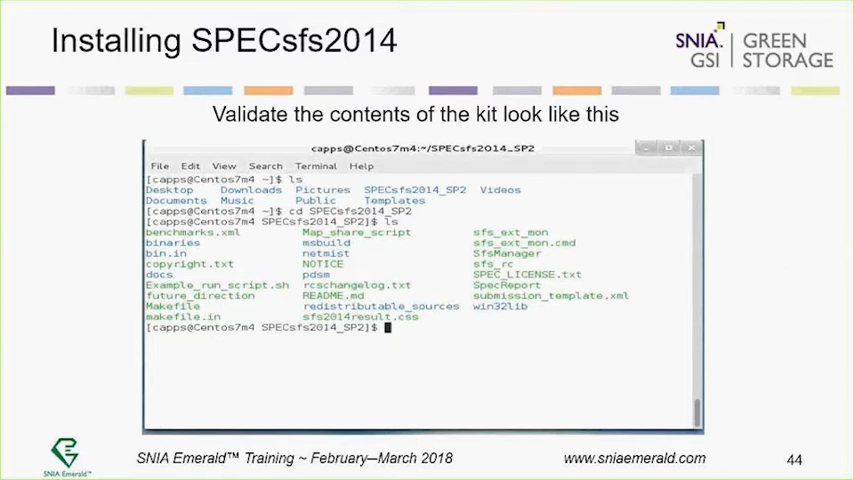 Installing SPECsfs2014
SNIA. GSI | GREEN STORAGE
Validate the contents of the kit look like this
capps@Centos7m4:~/SPECsfs2014_SP2
File Edit View Search Terminal Help
[capps@Centos7m4 ~]$ ls
Desktop Downloads Pictures SPECsfs2014_SP2 Videos
Documents Music Public Templates
[capps@Centos7m4 ~]$ cd SPECsfs2014_SP2
[capps@Centos7m4 SPECsfs2014_SP2]$ ls
benchmarks.xml Map_share_script sfs_ext_mon
binaries msbuild sfs_ext_mon.cmd
bin.in netmist SfsManager
copyright.txt NOTICE sfs_rc
docs pdsm SPEC_LICENSE.txt
Example_run_script.sh rcschangelog.txt SpecReport
future_direction README.md submission_template.xml
Makefile redistributable_sources win32lib
makefile.in sfs2014result.css
[capps@Centos7m4 SPECsfs2014_SP2]$
SNIA Emerald™
SNIA Emerald™ Training ~ February—March 2018
www.sniaemerald.com
44